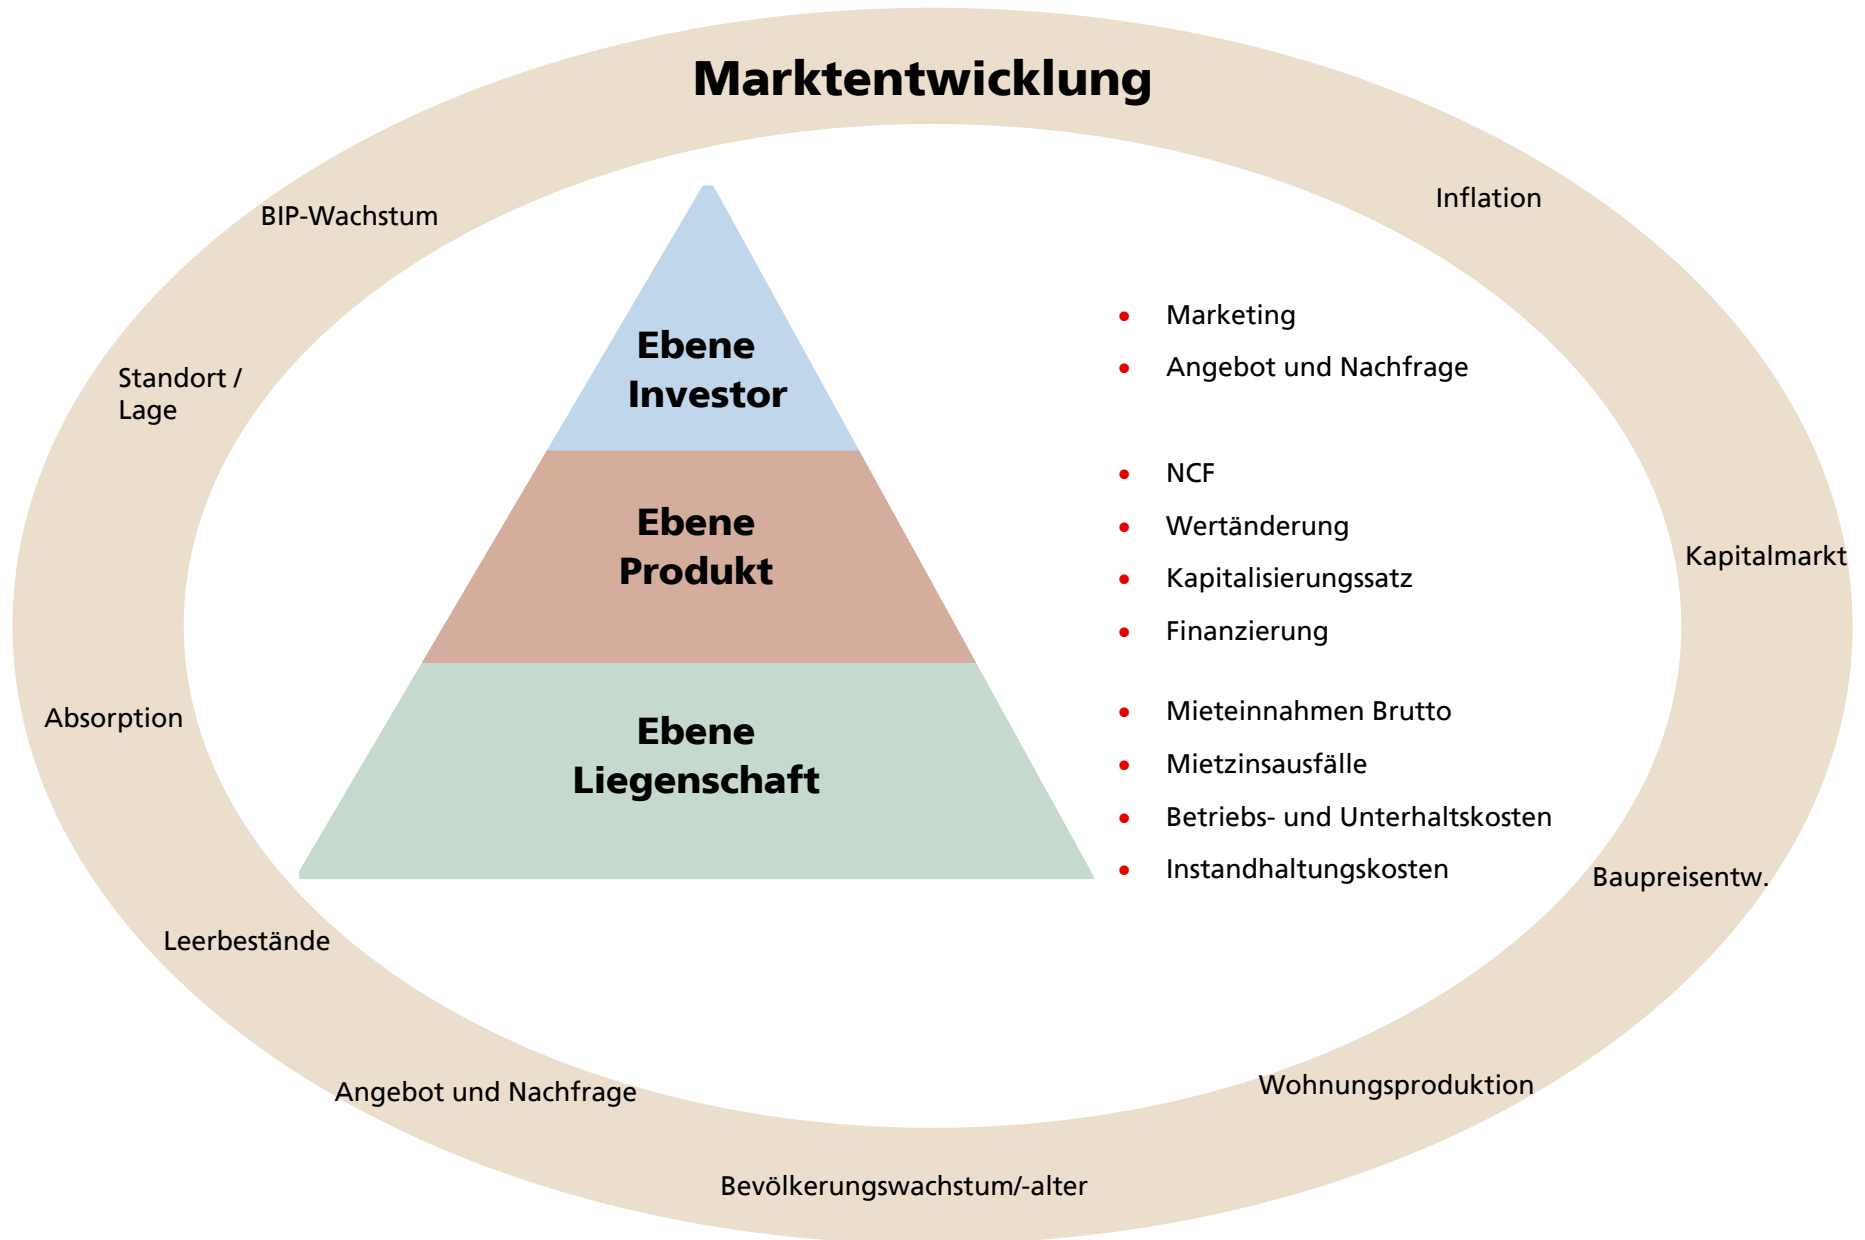 Marktentwicklung
BIP-Wachstum
Inflation
Standort /
Lage
Ebene
Investor
• Marketing
• Angebot und Nachfrage
Ebene
Produkt
• NCF
• Wertänderung
• Kapitalisierungssatz
• Finanzierung
Kapitalmarkt
Absorption
Ebene
Liegenschaft
• Mieteinnahmen Brutto
• Mietzinsausfälle
• Betriebs- und Unterhaltskosten
• Instandhaltungskosten
Baupreisentw.
Leerbestände
Angebot und Nachfrage
Wohnungsproduktion
Bevölkerungswachstum/-alter